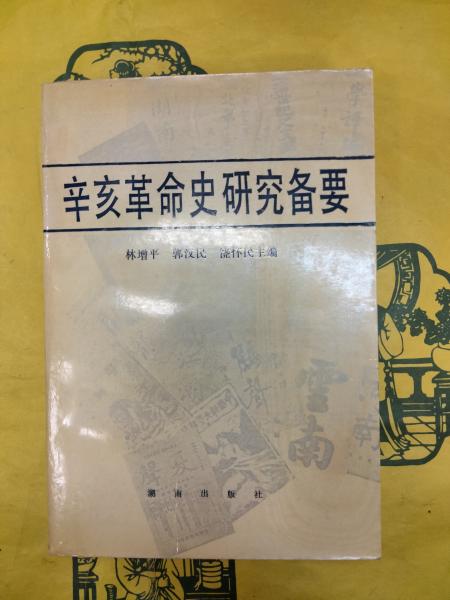 辛亥革命史研究备要
林增平 郭汉民 饶怀民主编
雲南
湖南出版社